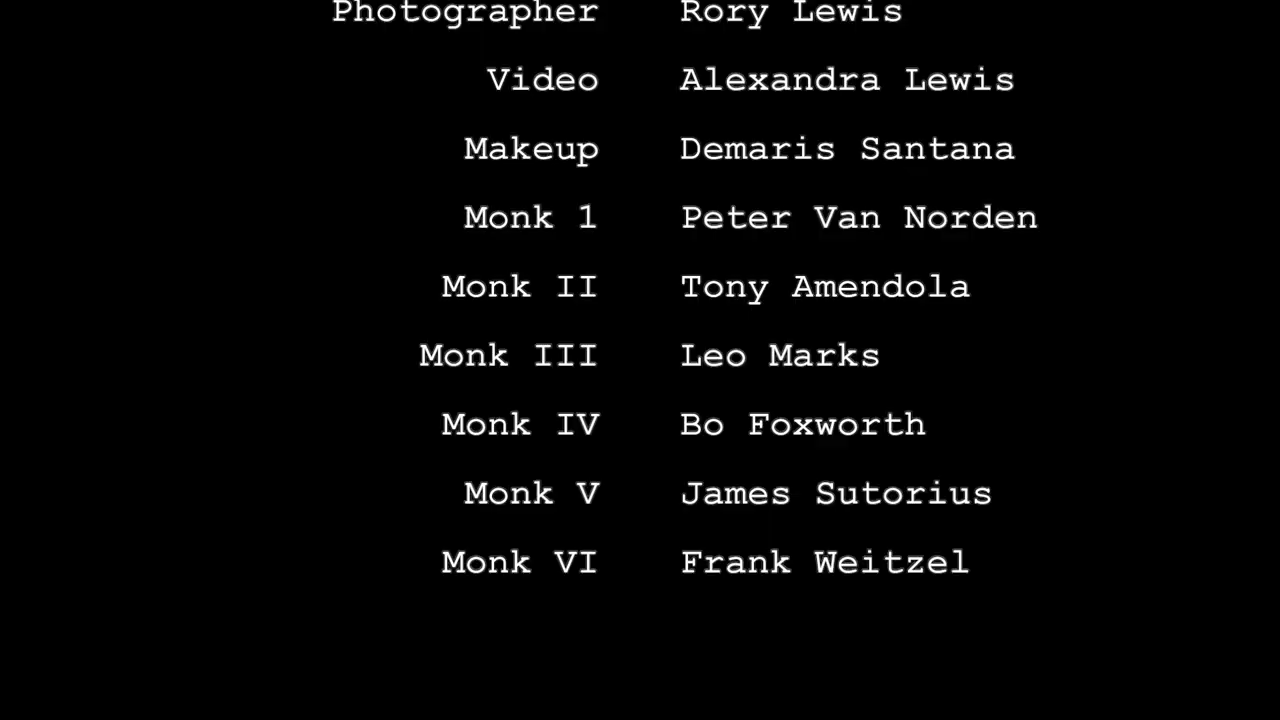 Photographer Rory Lewis
Video Alexandra Lewis
Makeup Demaris Santana
Monk 1 Peter Van Norden
Monk II Tony Amendola
Monk III Leo Marks
Monk IV Bo Foxworth
Monk V James Sutorius
Monk VI Frank Weitzel